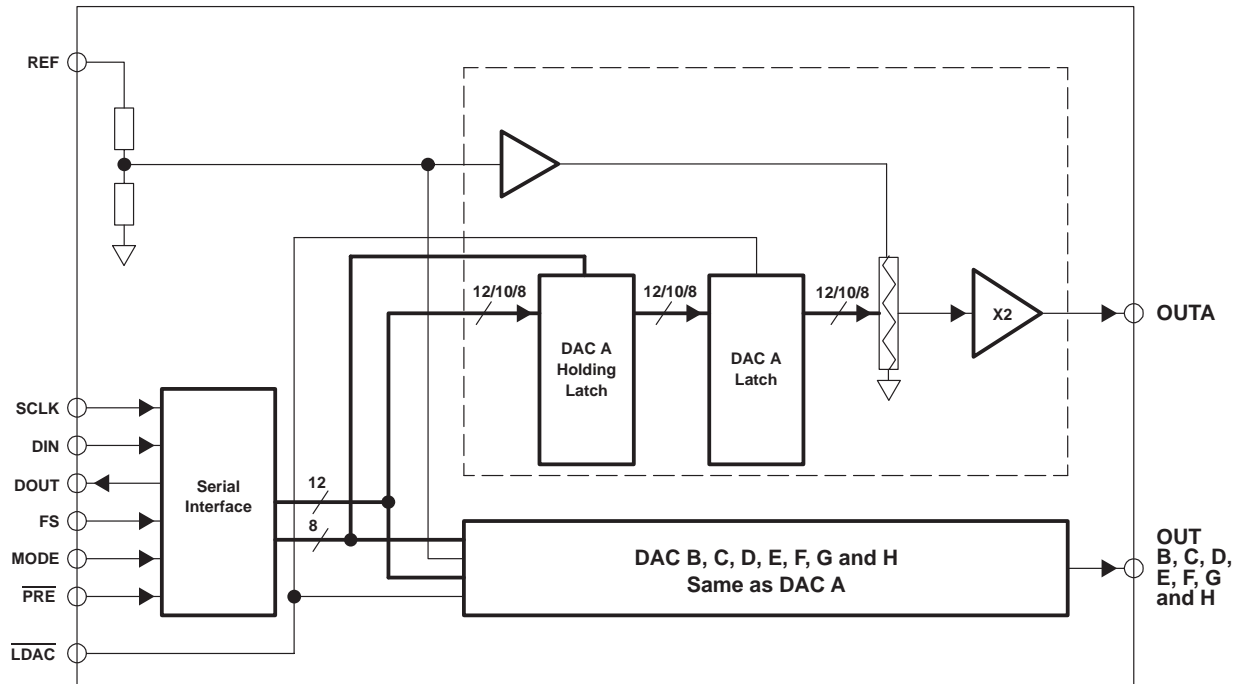 REF
12/10/8
12/10/8
12/10/8
X2
OUTA
DAC A
Holding
Latch
DAC A
Latch
SCLK
DIN
DOUT
FS
MODE
PRE
LDAC
Serial
Interface
12
8
DAC B, C, D, E, F, G and H
Same as DAC A
OUT
B, C, D,
E, F, G
and H